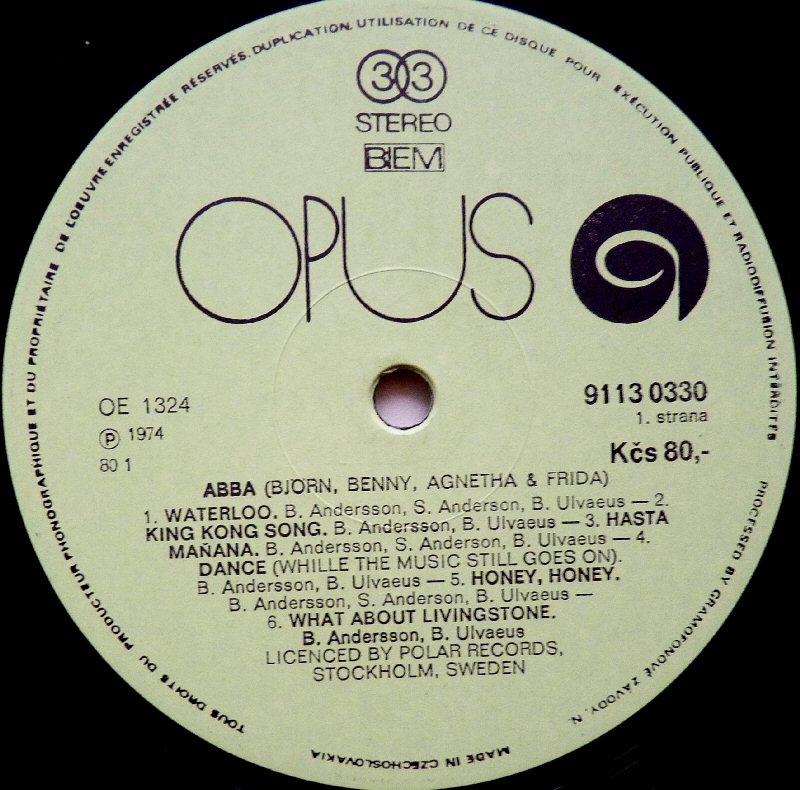 TOUS DROITS DU PRODUCTEUR PHONOGRAPHIQUE ET DU PROPRIÉTAIRE DE L'OEUVRE ENREGISTRÉE RÉSERVÉS. DUPLICATION. UTILISATION DE CE DISQUE POUR EXÉCUTION PUBLIQUE ET RADIODIFFUSION INTERDITES
33
STEREO
BIEM
OPUS
OE 1324
9113 0330
Ⓟ 1974
1. strana
80 1
Kčs 80,-
ABBA (BJÖRN, BENNY, AGNETHA & FRIDA)
1. WATERLOO. B. Andersson, S. Anderson, B. Ulvaeus — 2.
KING KONG SONG. B. Andersson, B. Ulvaeus — 3. HASTA
MAÑANA. B. Andersson, S. Anderson, B. Ulvaeus — 4.
DANCE (WHILLE THE MUSIC STILL GOES ON).
B. Andersson, B. Ulvaeus — 5. HONEY, HONEY.
B. Andersson, S. Anderson, B. Ulvaeus —
6. WHAT ABOUT LIVINGSTONE.
B. Andersson, B. Ulvaeus
LICENCED BY POLAR RECORDS,
STOCKHOLM, SWEDEN
PROCESSED BY GRAMOFONOVÉ ZÁVODY, N.
MADE IN CZECHOSLOVAKIA